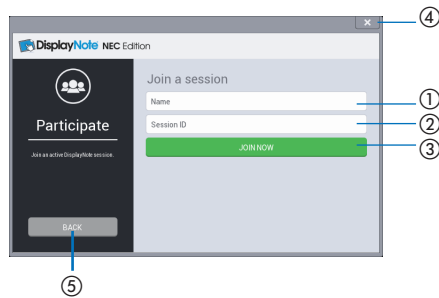 ④
×
DisplayNote NEC Edition
Join a session
Name
①
Session ID
②
JOIN NOW
③
Participate
Join an active DisplayNote session.
BACK
⑤